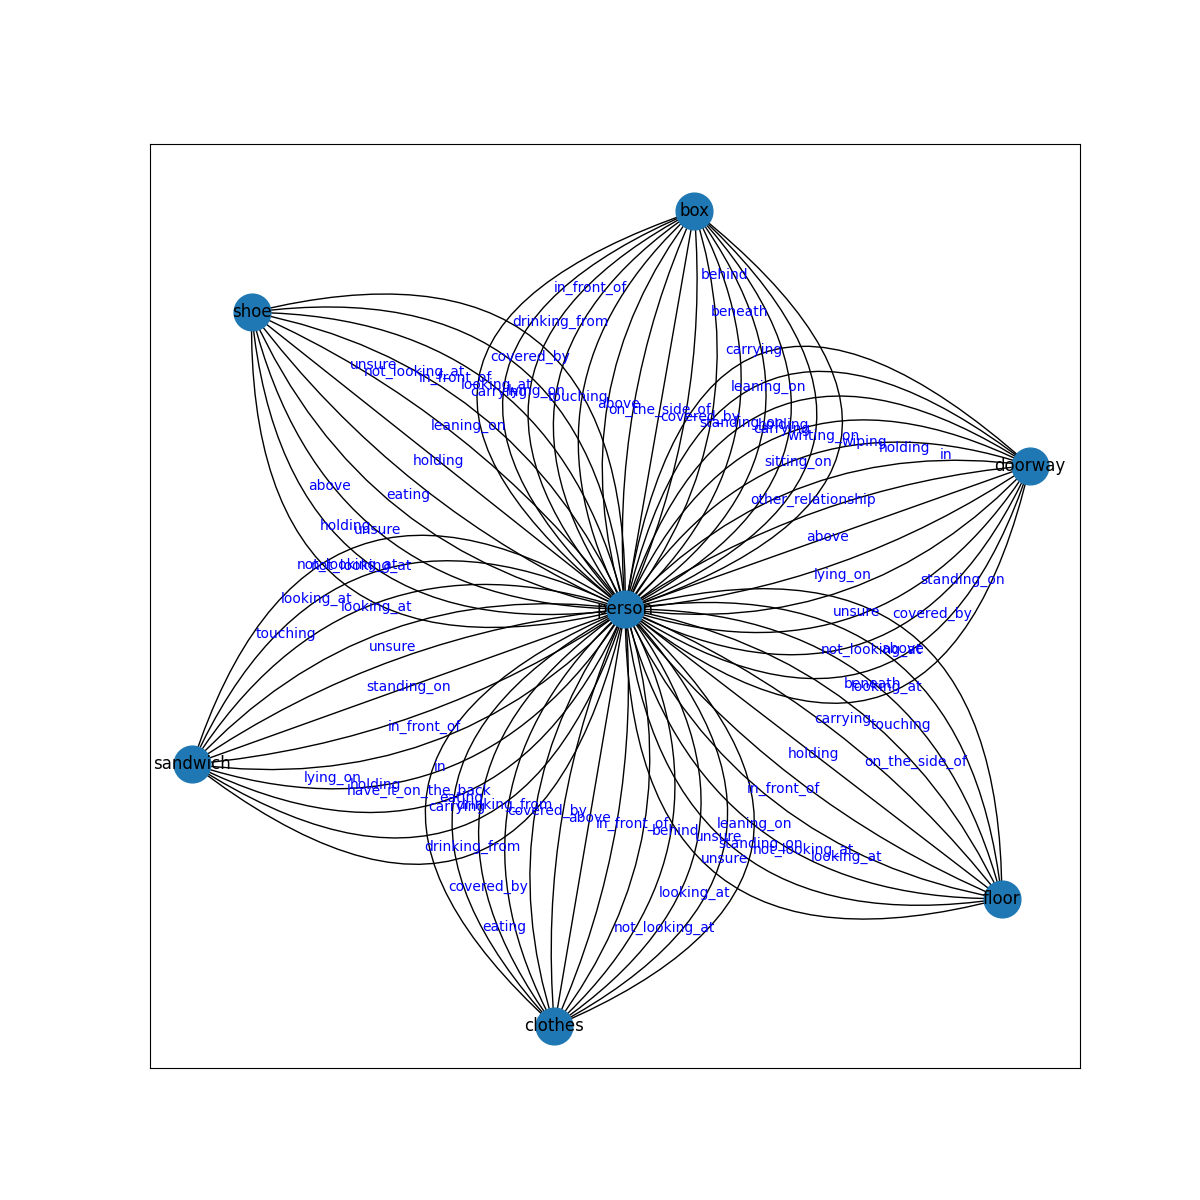 box
behind
in_front_of
beneath
shoe
drinking_from
carrying
covered_by
unsure
not_looking_at
in_front_of
looking_at
leaning_on
carrying
lying_on
touching
above
on_the_side_of
covered_by
standing_on
holding
carrying
leaning_on
writing_on
wiping
holding
in
holding
sitting_on
doorway
above
eating
other_relationship
holding
unsure
above
not_looking_at
not_looking_at
lying_on
standing_on
looking_at
looking_at
person
unsure
covered_by
touching
unsure
not_looking_at
above
standing_on
beneath
looking_at
in_front_of
carrying
touching
sandwich
in
holding
on_the_side_of
lying_on
holding
have_it_on_the_back
in_front_of
eating
carrying
drinking_from
covered_by
above
in_front_of
behind
leaning_on
unsure
standing_on
drinking_from
unsure
not_looking_at
looking_at
covered_by
looking_at
floor
eating
not_looking_at
clothes